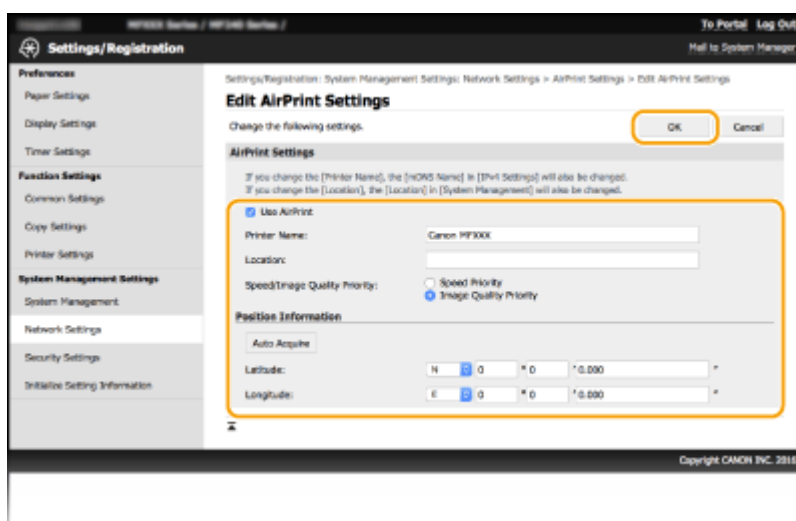 MFXXX Series / MF240 Series /
To Portal Log Out
Settings/Registration
Mail to System Manager
Preferences
Paper Settings
Display Settings
Timer Settings
Function Settings
Common Settings
Copy Settings
Printer Settings
System Management Settings
System Management
Network Settings
Security Settings
Initialize Setting Information
Settings/Registration: System Management Settings: Network Settings > AirPrint Settings > Edit AirPrint Settings
Edit AirPrint Settings
Change the following settings.
OK
Cancel
AirPrint Settings
If you change the [Printer Name], the [mDNS Name] in [IPv4 Settings] will also be changed.
If you change the [Location], the [Location] in [System Management] will also be changed.
Use AirPrint
Printer Name: Canon MFXXX
Location:
Speed/Image Quality Priority: Speed Priority
Image Quality Priority
Position Information
Auto Acquire
Latitude: N 0 ° 0 ' 0.000 "
Longitude: E 0 ° 0 ' 0.000 "
Copyright CANON INC. 2016